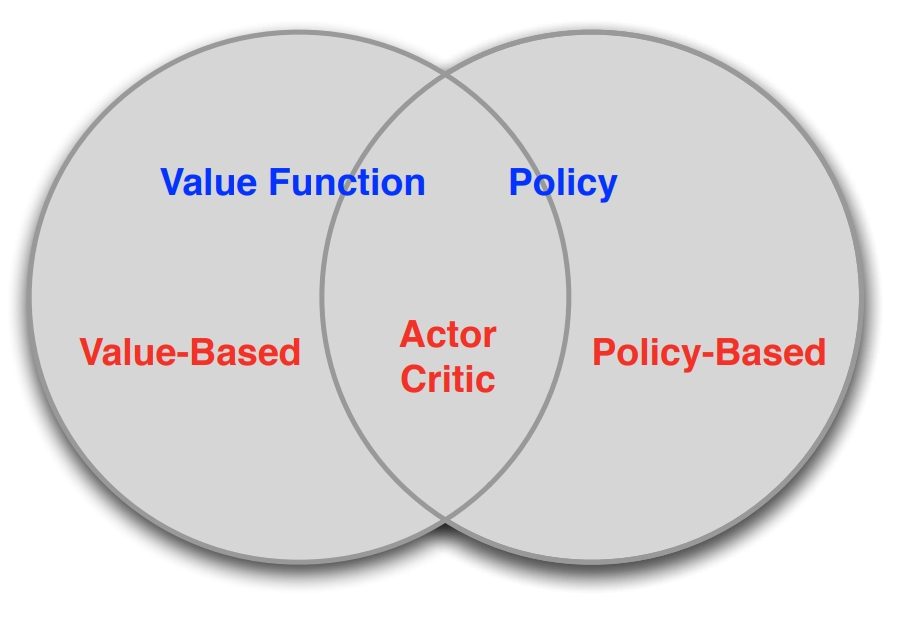 Value Function
Policy
Value-Based
Actor
Critic
Policy-Based